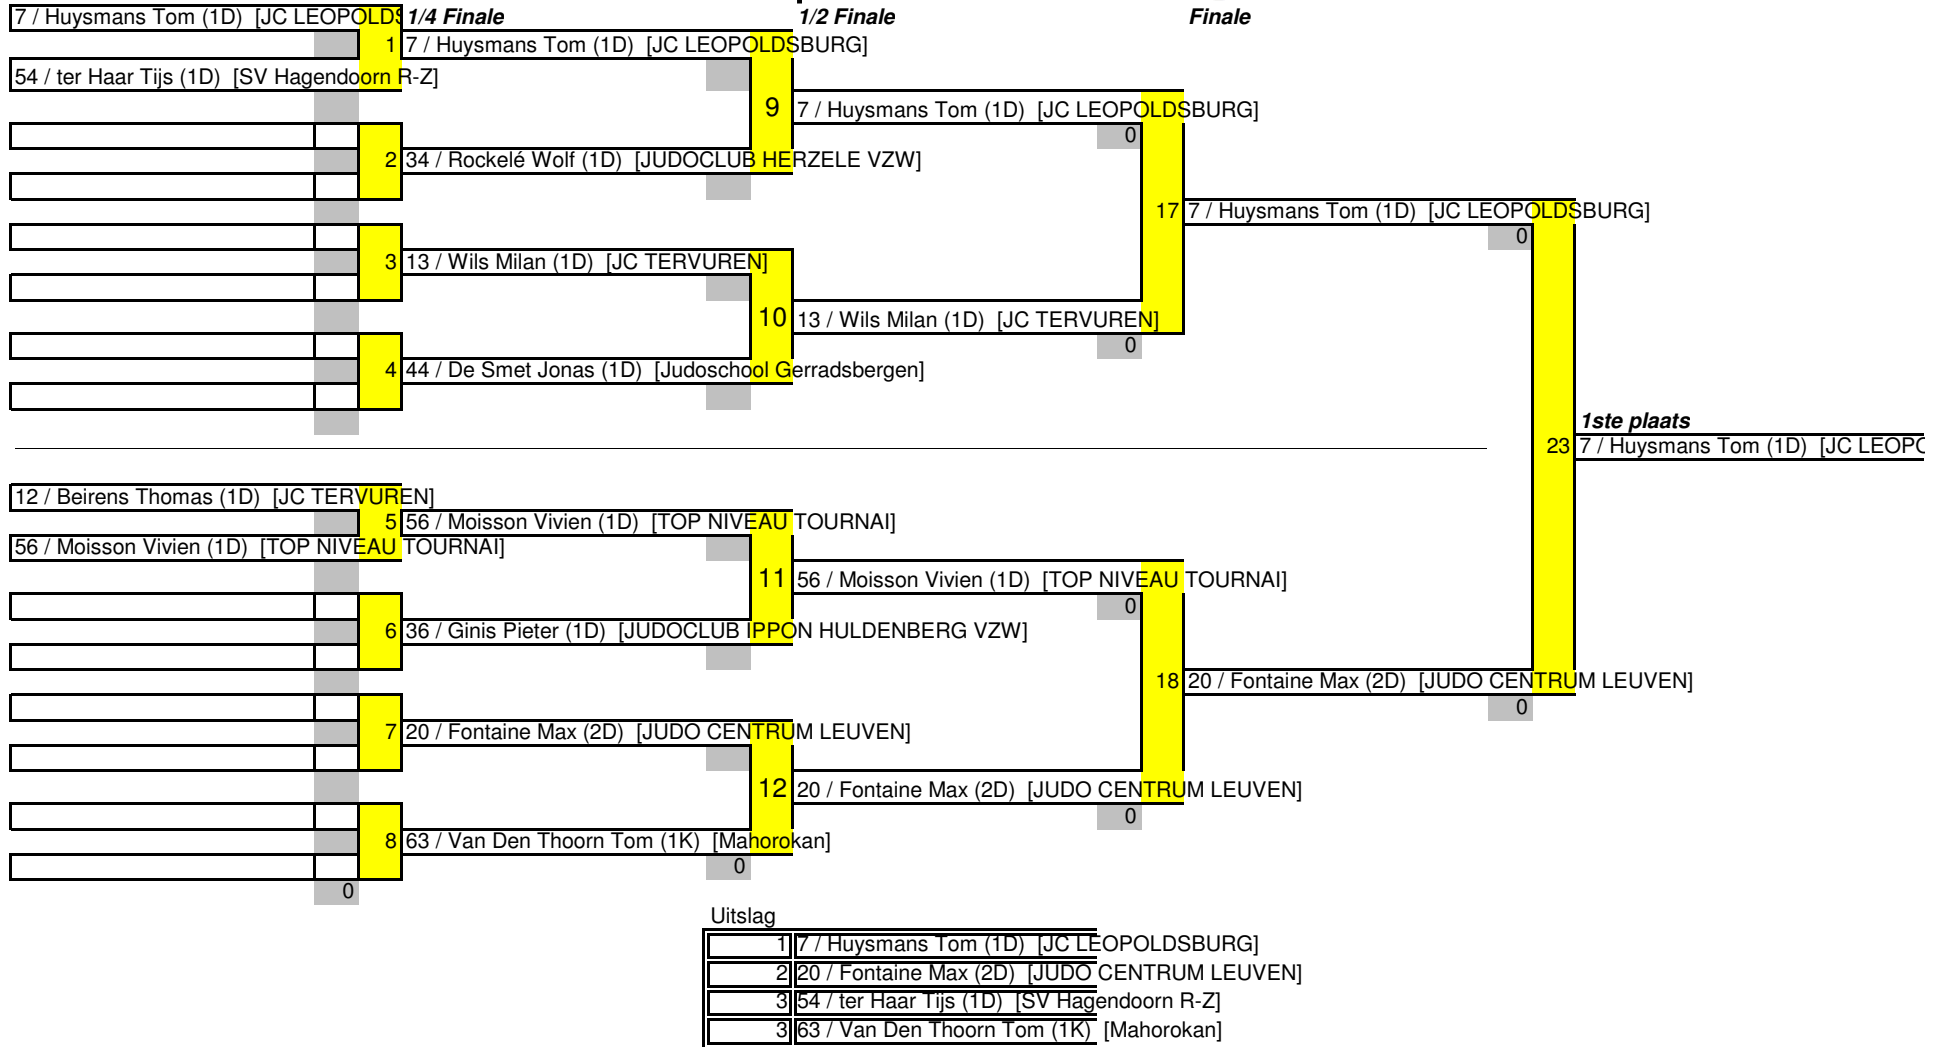 7 / Huysmans Tom (1D) [JC LEOPOLDS
1/4 Finale
1/2 Finale
Finale
1 7 / Huysmans Tom (1D) [JC LEOPOLDSBURG]
54 / ter Haar Tijs (1D) [SV Hagendoorn R-Z]
9 7 / Huysmans Tom (1D) [JC LEOPOLDSBURG]
0
2 34 / Rockelé Wolf (1D) [JUDOCLUB HERZELE VZW]
17 7 / Huysmans Tom (1D) [JC LEOPOLDSBURG]
0
3 13 / Wils Milan (1D) [JC TERVUREN]
10 13 / Wils Milan (1D) [JC TERVUREN]
0
4 44 / De Smet Jonas (1D) [Judoschool Gerradsbergen]
1ste plaats
23 7 / Huysmans Tom (1D) [JC LEOPO
12 / Beirens Thomas (1D) [JC TERVUREN]
5 56 / Moisson Vivien (1D) [TOP NIVEAU TOURNAI]
56 / Moisson Vivien (1D) [TOP NIVEAU TOURNAI]
11 56 / Moisson Vivien (1D) [TOP NIVEAU TOURNAI]
0
6 36 / Ginis Pieter (1D) [JUDOCLUB IPPON HULDENBERG VZW]
18 20 / Fontaine Max (2D) [JUDO CENTRUM LEUVEN]
0
7 20 / Fontaine Max (2D) [JUDO CENTRUM LEUVEN]
12 20 / Fontaine Max (2D) [JUDO CENTRUM LEUVEN]
0
8 63 / Van Den Thoorn Tom (1K) [Mahorokan]
0
0
Uitslag
1 7 / Huysmans Tom (1D) [JC LEOPOLDSBURG]
2 20 / Fontaine Max (2D) [JUDO CENTRUM LEUVEN]
3 54 / ter Haar Tijs (1D) [SV Hagendoorn R-Z]
3 63 / Van Den Thoorn Tom (1K) [Mahorokan]